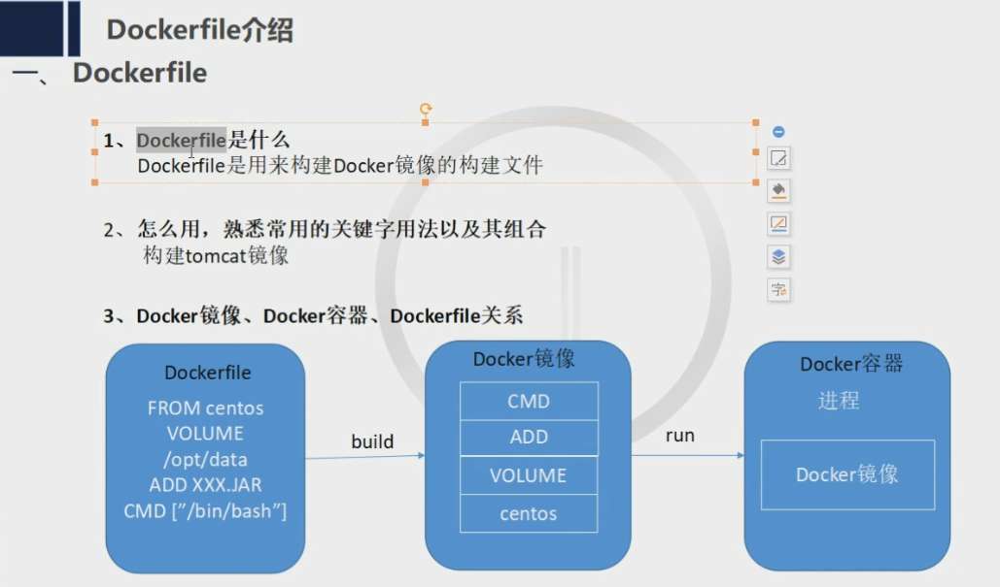 Dockerfile介绍
一、 Dockerfile
1、Dockerfile是什么
Dockerfile是用来构建Docker镜像的构建文件
2、怎么用，熟悉常用的关键字用法以及其组合
构建tomcat镜像
3、Docker镜像、Docker容器、Dockerfile关系
Dockerfile
FROM centos
VOLUME
/opt/data
ADD XXX.JAR
CMD ["/bin/bash"]
build
Docker镜像
CMD
ADD
VOLUME
centos
run
Docker容器
进程
Docker镜像
字